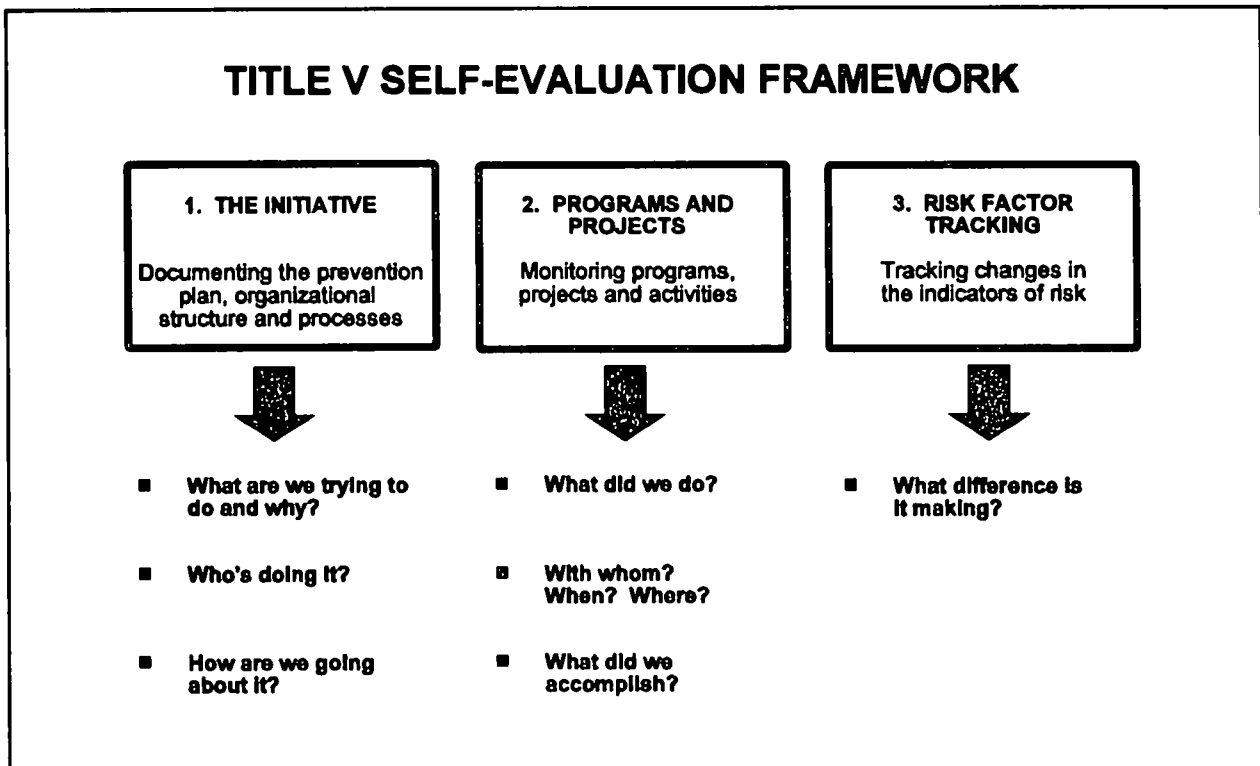 TITLE V SELF-EVALUATION FRAMEWORK
1. THE INITIATIVE
Documenting the prevention
plan, organizational
structure and processes
■ What are we trying to
do and why?
■ Who's doing it?
■ How are we going
about it?
2. PROGRAMS AND
PROJECTS
Monitoring programs,
projects and activities
■ What did we do?
■ With whom?
When? Where?
■ What did we
accomplish?
3. RISK FACTOR
TRACKING
Tracking changes in
the indicators of risk
■ What difference is
it making?